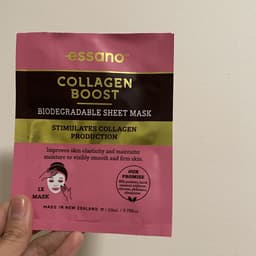 essano™
COLLAGEN
BOOST
BIODEGRADABLE SHEET MASK
STIMULATES COLLAGEN
PRODUCTION
Improves skin elasticity and maintains
moisture to visibly smooth and firm skin.
1X
MASK
OUR
PROMISE
MADE IN NEW ZEALAND